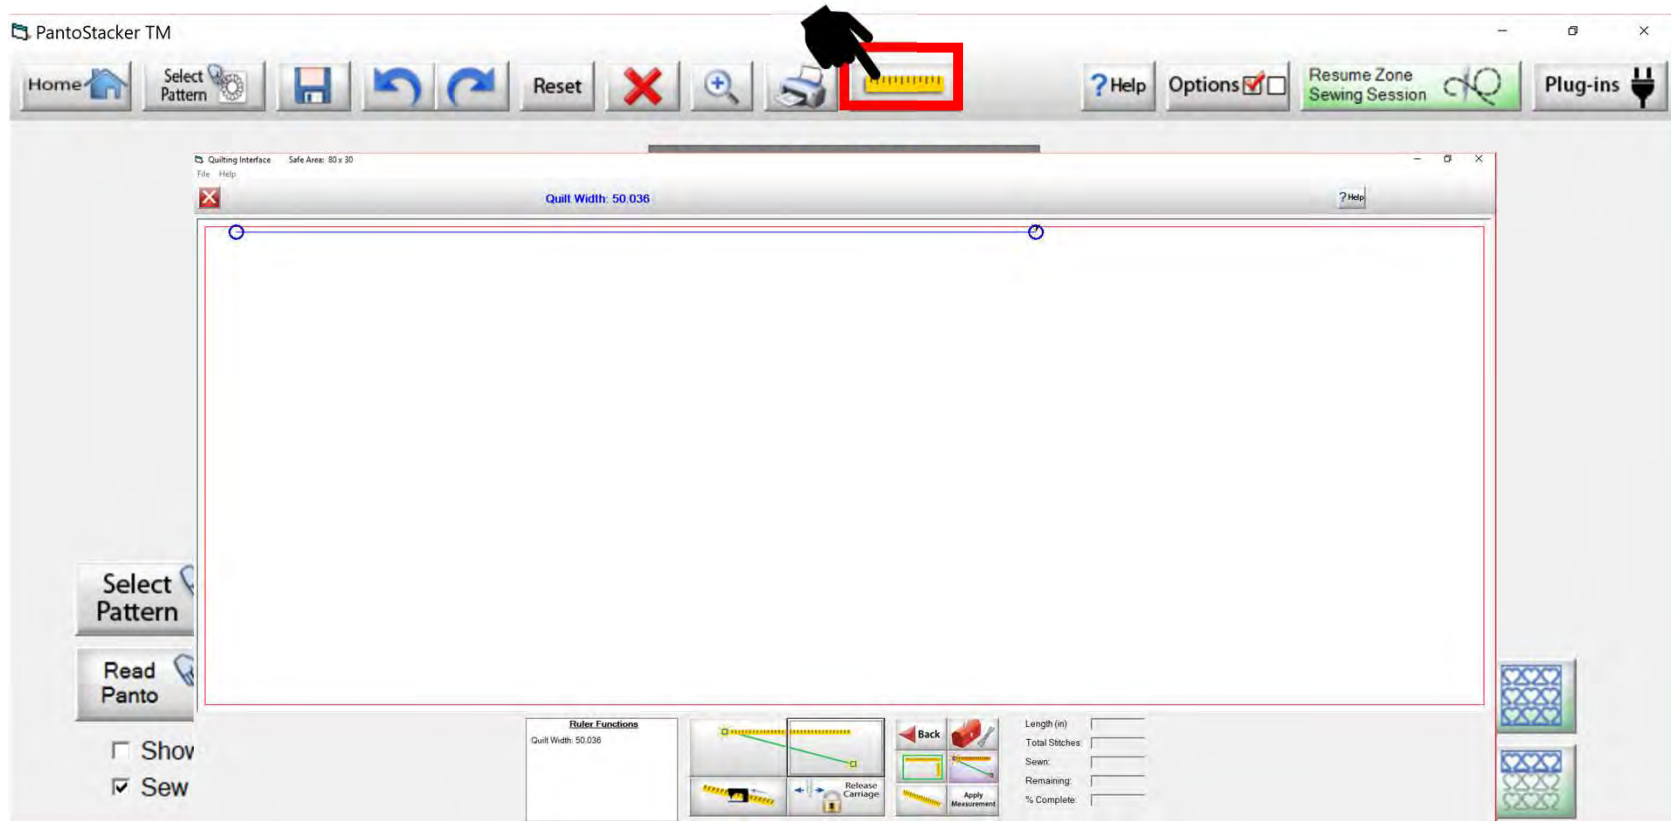 PantoStacker TM
Home
Select
Pattern
Reset
?Help
Options
Resume Zone
Sewing Session
Plug-ins
Quilting Interface Safe Area: 80 x 30
File Help
Quilt Width: 50.036
?Help
Select
Pattern
Read
Panto
Show
Sew
Ruler Functions
Quilt Width: 50.036
Release
Carriage
Back
Apply
Measurement
Length (in)
Total Stitches:
Sewn:
Remaining:
% Complete: